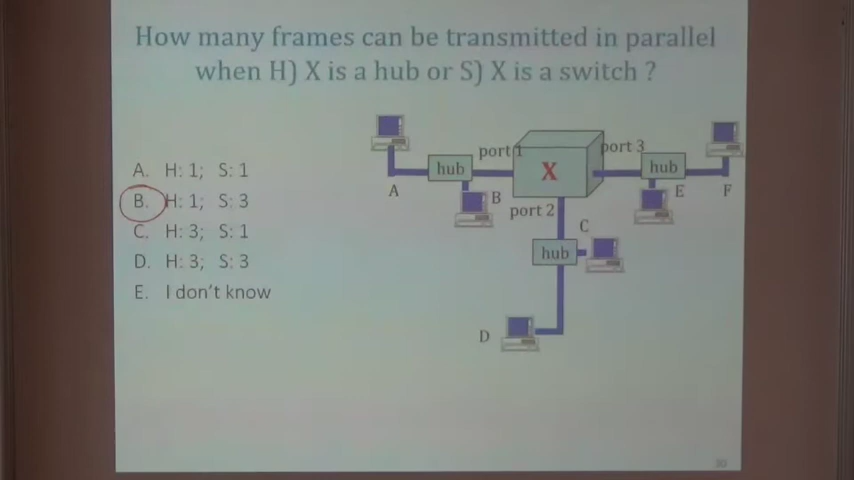 How many frames can be transmitted in parallel
when H) X is a hub or S) X is a switch ?
A. H: 1; S: 1
B. H: 1; S: 3
C. H: 3; S: 1
D. H: 3; S: 3
E. I don't know
port 1
port 3
hub
X
hub
A
B
port 2
E
F
C
hub
D